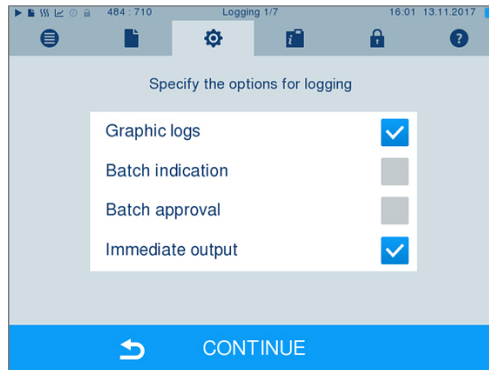 484 : 710 Logging 1/7 16:01 13.11.2017
Specify the options for logging
Graphic logs
Batch indication
Batch approval
Immediate output
CONTINUE